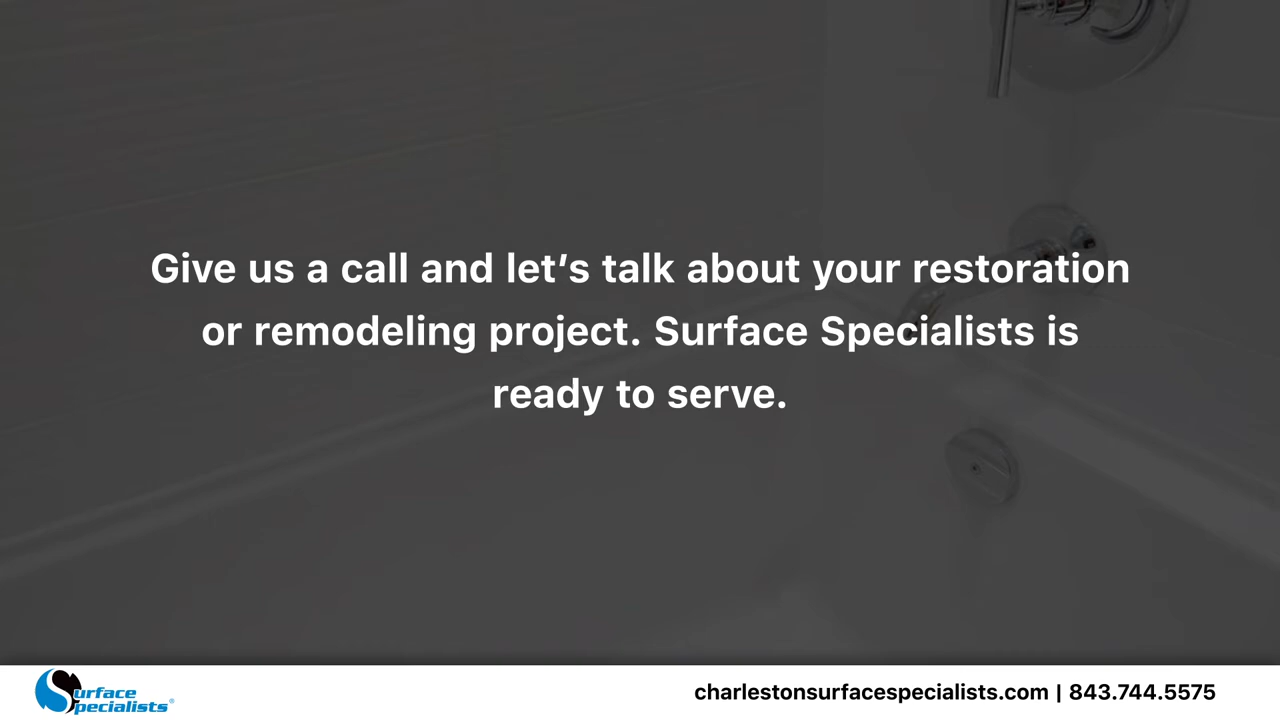 Give us a call and let’s talk about your restoration
or remodeling project. Surface Specialists is
ready to serve.
Surface
Specialists®
charlestonsurfacespecialists.com | 843.744.5575